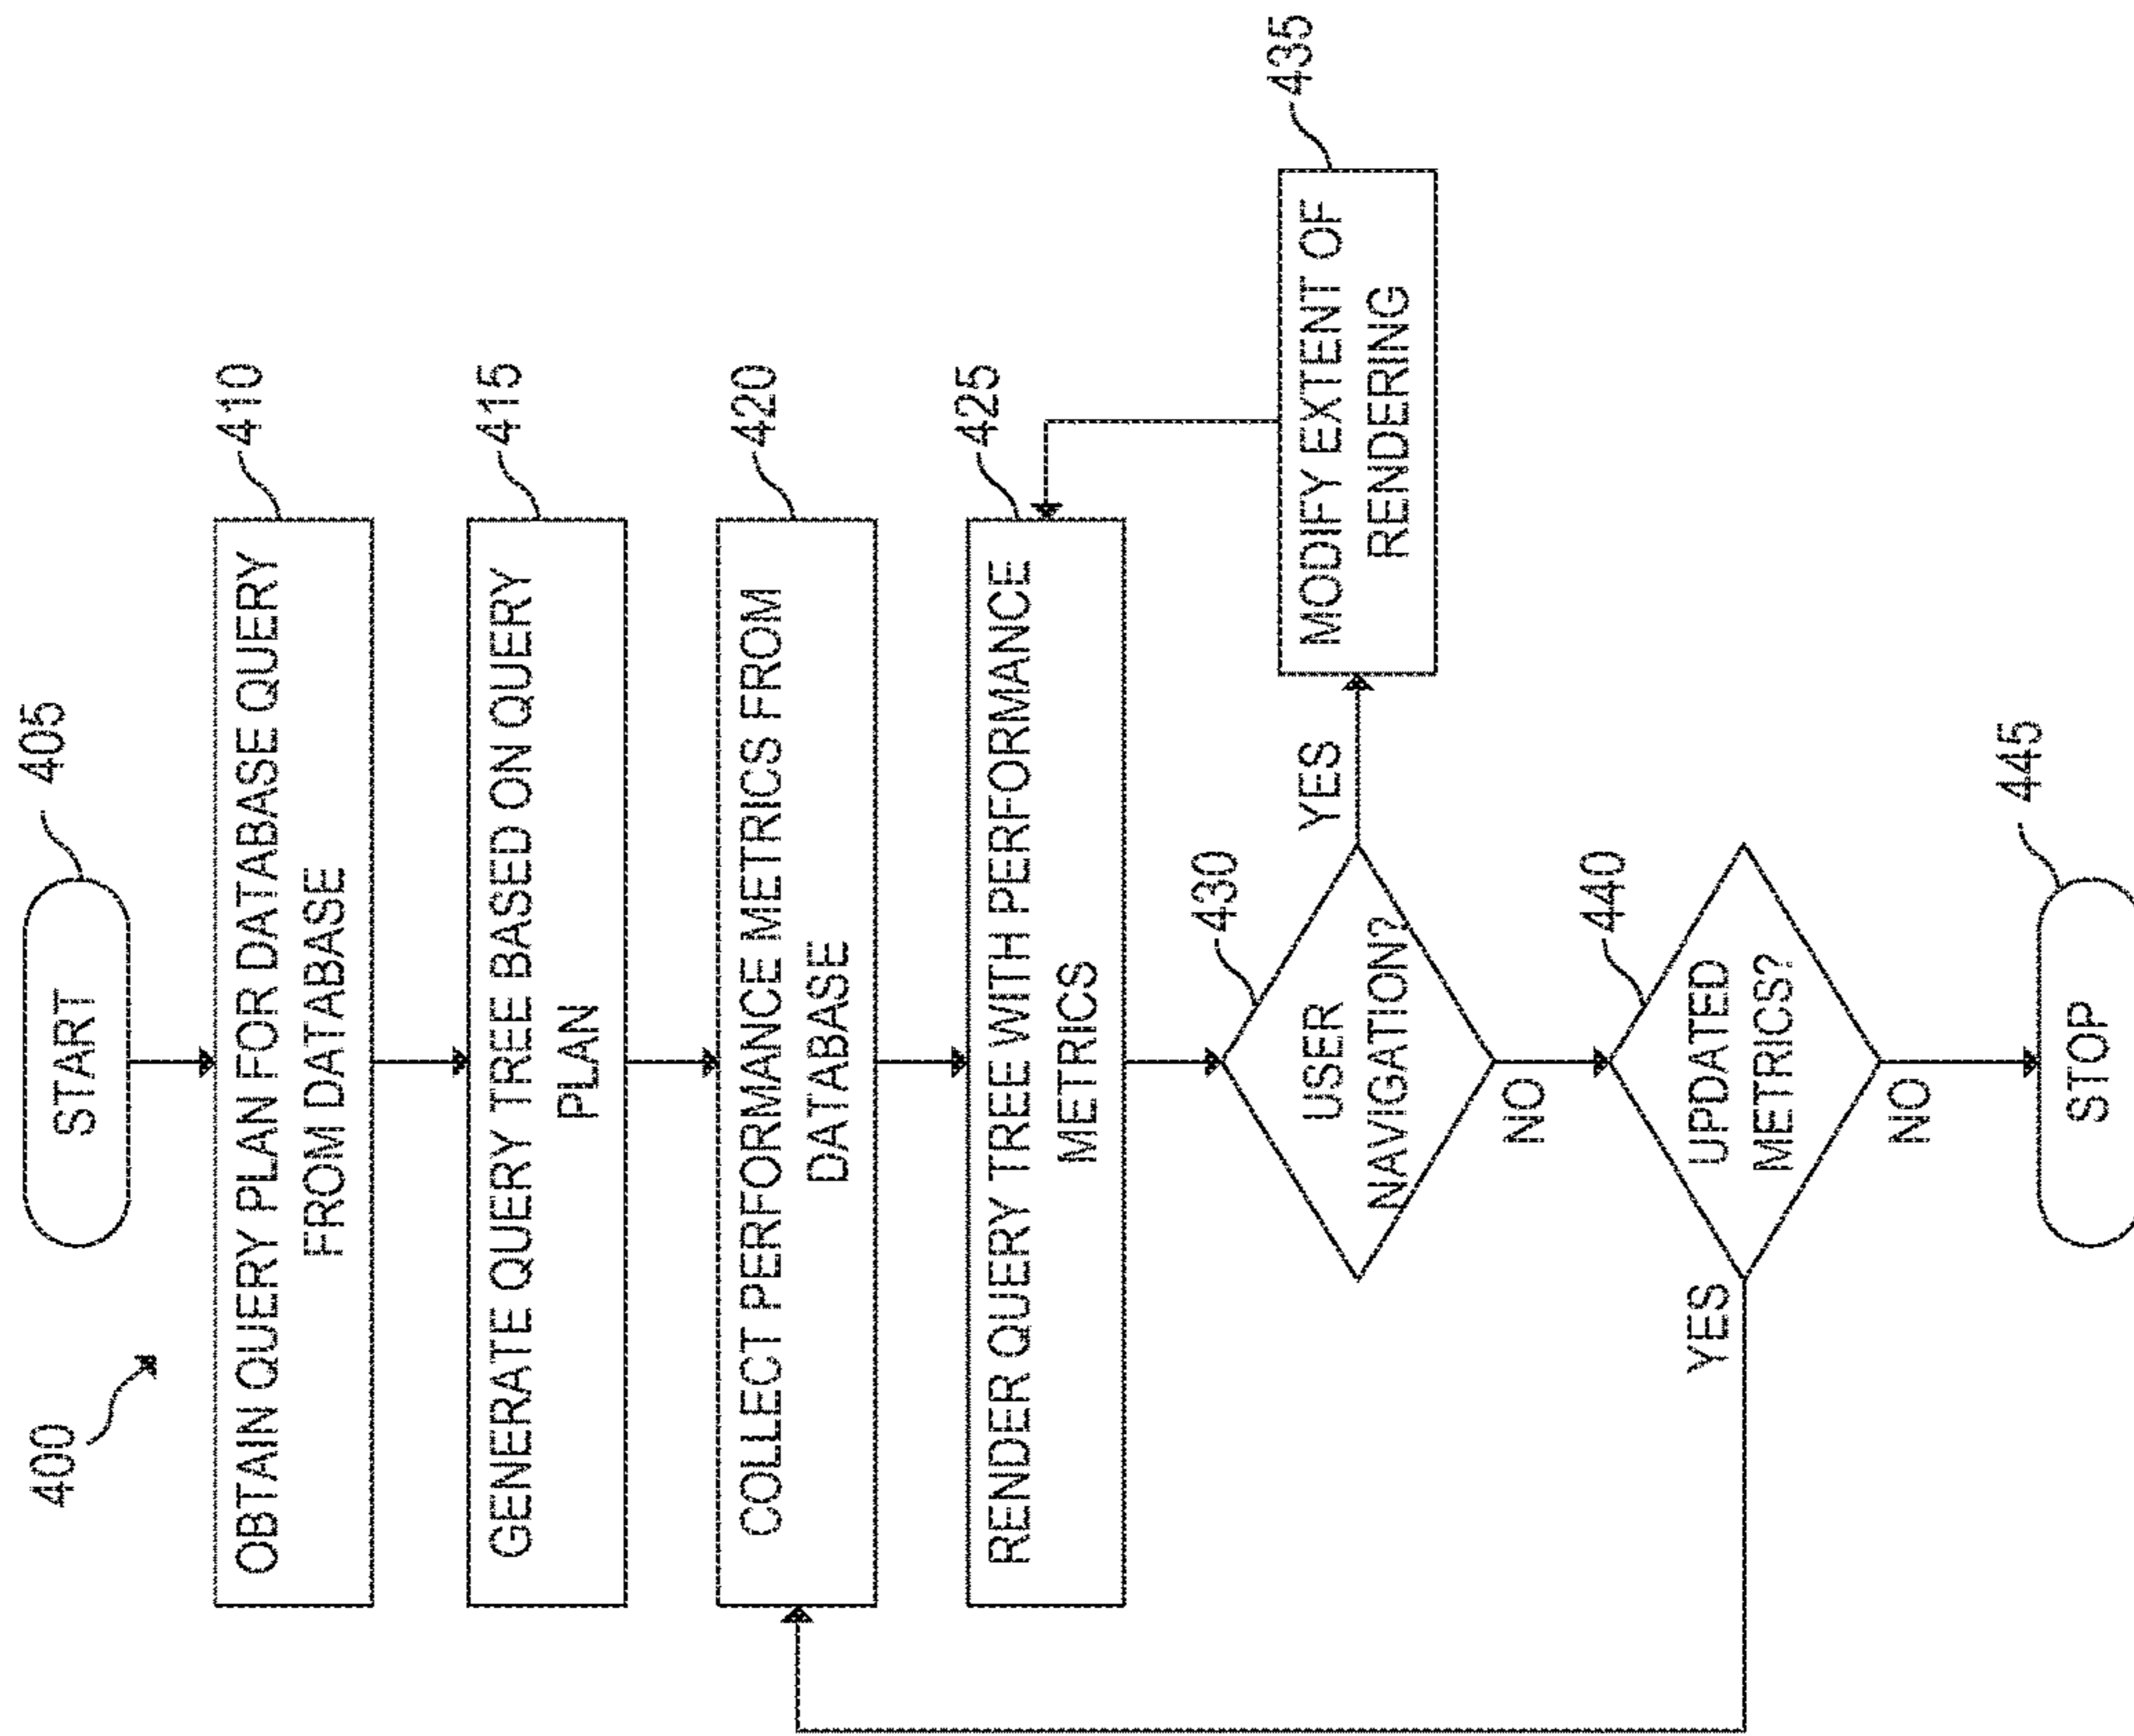 400
START
405
OBTAIN QUERY PLAN FOR DATABASE QUERY
FROM DATABASE
410
GENERATE QUERY TREE BASED ON QUERY
PLAN
415
COLLECT PERFORMANCE METRICS FROM
DATABASE
420
RENDER QUERY TREE WITH PERFORMANCE
METRICS
425
USER
NAVIGATION?
430
YES
MODIFY EXTENT OF
RENDERING
435
NO
UPDATED
METRICS?
440
YES
NO
STOP
445